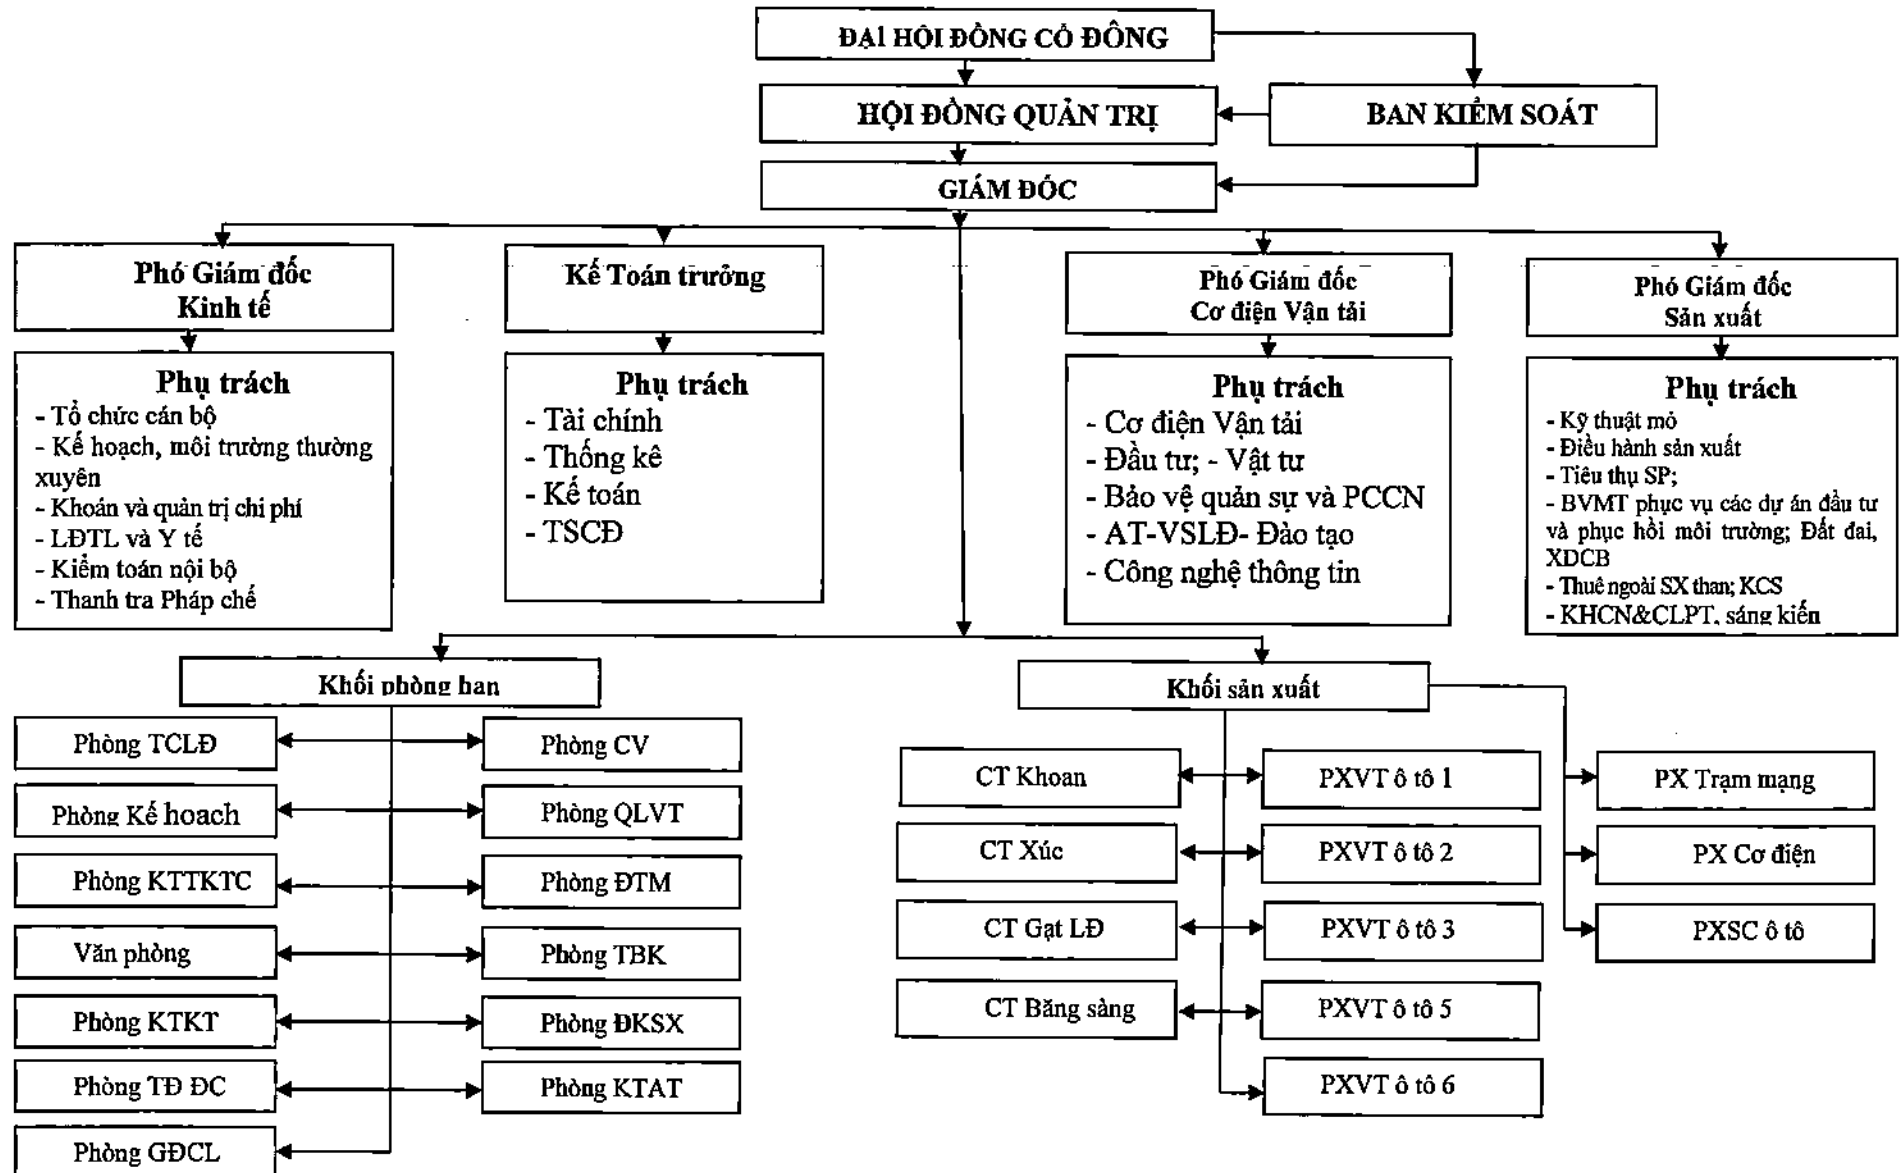 ĐẠI HỘI ĐỒNG CỔ ĐÔNG
HỘI ĐỒNG QUẢN TRỊ
BAN KIỂM SOÁT
GIÁM ĐỐC
Phó Giám đốc
Kinh tế
Kế Toán trưởng
Phó Giám đốc
Cơ điện Vận tải
Phó Giám đốc
Sản xuất
Phụ trách
- Tổ chức cán bộ
- Kế hoạch, môi trường thường
xuyên
- Khoán và quản trị chi phí
- LĐTL và Y tế
- Kiểm toán nội bộ
- Thanh tra Pháp chế
Phụ trách
- Tài chính
- Thống kê
- Kế toán
- TSCĐ
Phụ trách
- Cơ điện Vận tải
- Đầu tư; - Vật tư
- Bảo vệ quân sự và PCCN
- AT-VSLĐ- Đào tạo
- Công nghệ thông tin
Phụ trách
- Kỹ thuật mỏ
- Điều hành sản xuất
- Tiêu thụ SP;
- BVMT phục vụ các dự án đầu tư
và phục hồi môi trường; Đất đai,
XDCB
- Thuê ngoài SX than; KCS
- KHCN&CLPT, sáng kiến
Khối phòng ban
Phòng TCLĐ
Phòng CV
Phòng Kế hoạch
Phòng QLVT
Phòng KTTKTC
Phòng ĐTM
Văn phòng
Phòng TBK
Phòng KTKT
Phòng ĐKSX
Phòng TĐ ĐC
Phòng KTAT
Phòng GĐCL
Khối sản xuất
CT Khoan
PXVT ô tô 1
PX Trạm mạng
CT Xúc
PXVT ô tô 2
PX Cơ điện
CT Gạt LĐ
PXVT ô tô 3
PXSC ô tô
CT Băng sàng
PXVT ô tô 5
PXVT ô tô 6